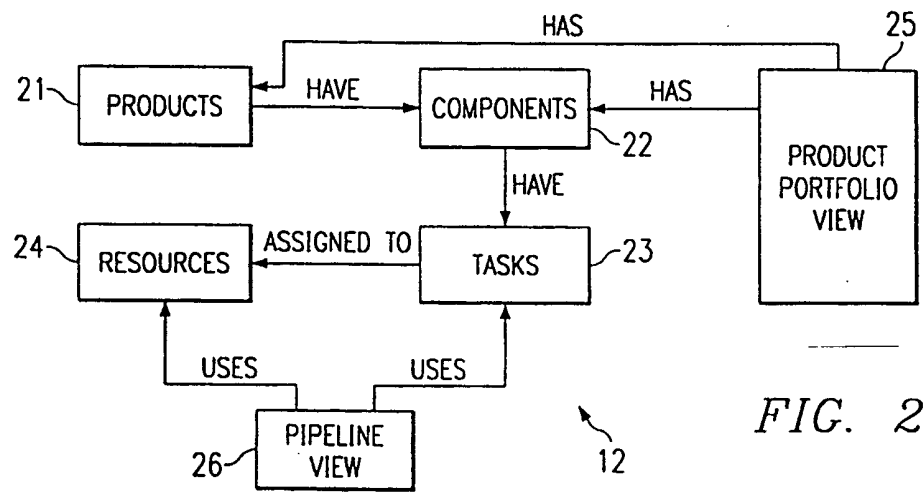 HAS
25
21
PRODUCTS
HAVE
COMPONENTS
HAS
22
PRODUCT
PORTFOLIO
VIEW
HAVE
24
RESOURCES
ASSIGNED TO
TASKS
23
USES
USES
PIPELINE
VIEW
26
12
FIG. 2